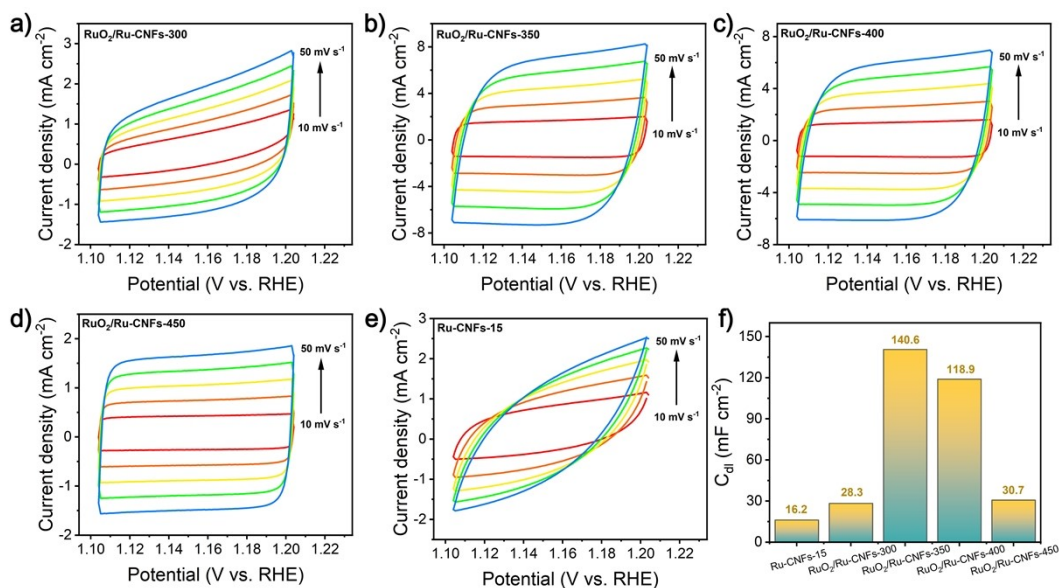 a)
RuO₂/Ru-CNFs-300
50 mV s⁻¹
10 mV s⁻¹
Current density (mA cm⁻²)
3
2
1
0
-1
-2
1.10 1.12 1.14 1.16 1.18 1.20 1.22
Potential (V vs. RHE)
b)
RuO₂/Ru-CNFs-350
50 mV s⁻¹
10 mV s⁻¹
Current density (mA cm⁻²)
8
4
0
-4
-8
1.10 1.12 1.14 1.16 1.18 1.20 1.22
Potential (V vs. RHE)
c)
RuO₂/Ru-CNFs-400
50 mV s⁻¹
10 mV s⁻¹
Current density (mA cm⁻²)
8
4
0
-4
-8
1.10 1.12 1.14 1.16 1.18 1.20 1.22
Potential (V vs. RHE)
d)
RuO₂/Ru-CNFs-450
50 mV s⁻¹
10 mV s⁻¹
Current density (mA cm⁻²)
2
1
0
-1
-2
1.10 1.12 1.14 1.16 1.18 1.20 1.22
Potential (V vs. RHE)
e)
Ru-CNFs-15
50 mV s⁻¹
10 mV s⁻¹
Current density (mA cm⁻²)
3
2
1
0
-1
-2
1.10 1.12 1.14 1.16 1.18 1.20 1.22
Potential (V vs. RHE)
f)
C_dl (mF cm⁻²)
150
120
90
60
30
0
16.2
28.3
140.6
118.9
30.7
Ru-CNFs-15
RuO₂/Ru-CNFs-300
RuO₂/Ru-CNFs-350
RuO₂/Ru-CNFs-400
RuO₂/Ru-CNFs-450